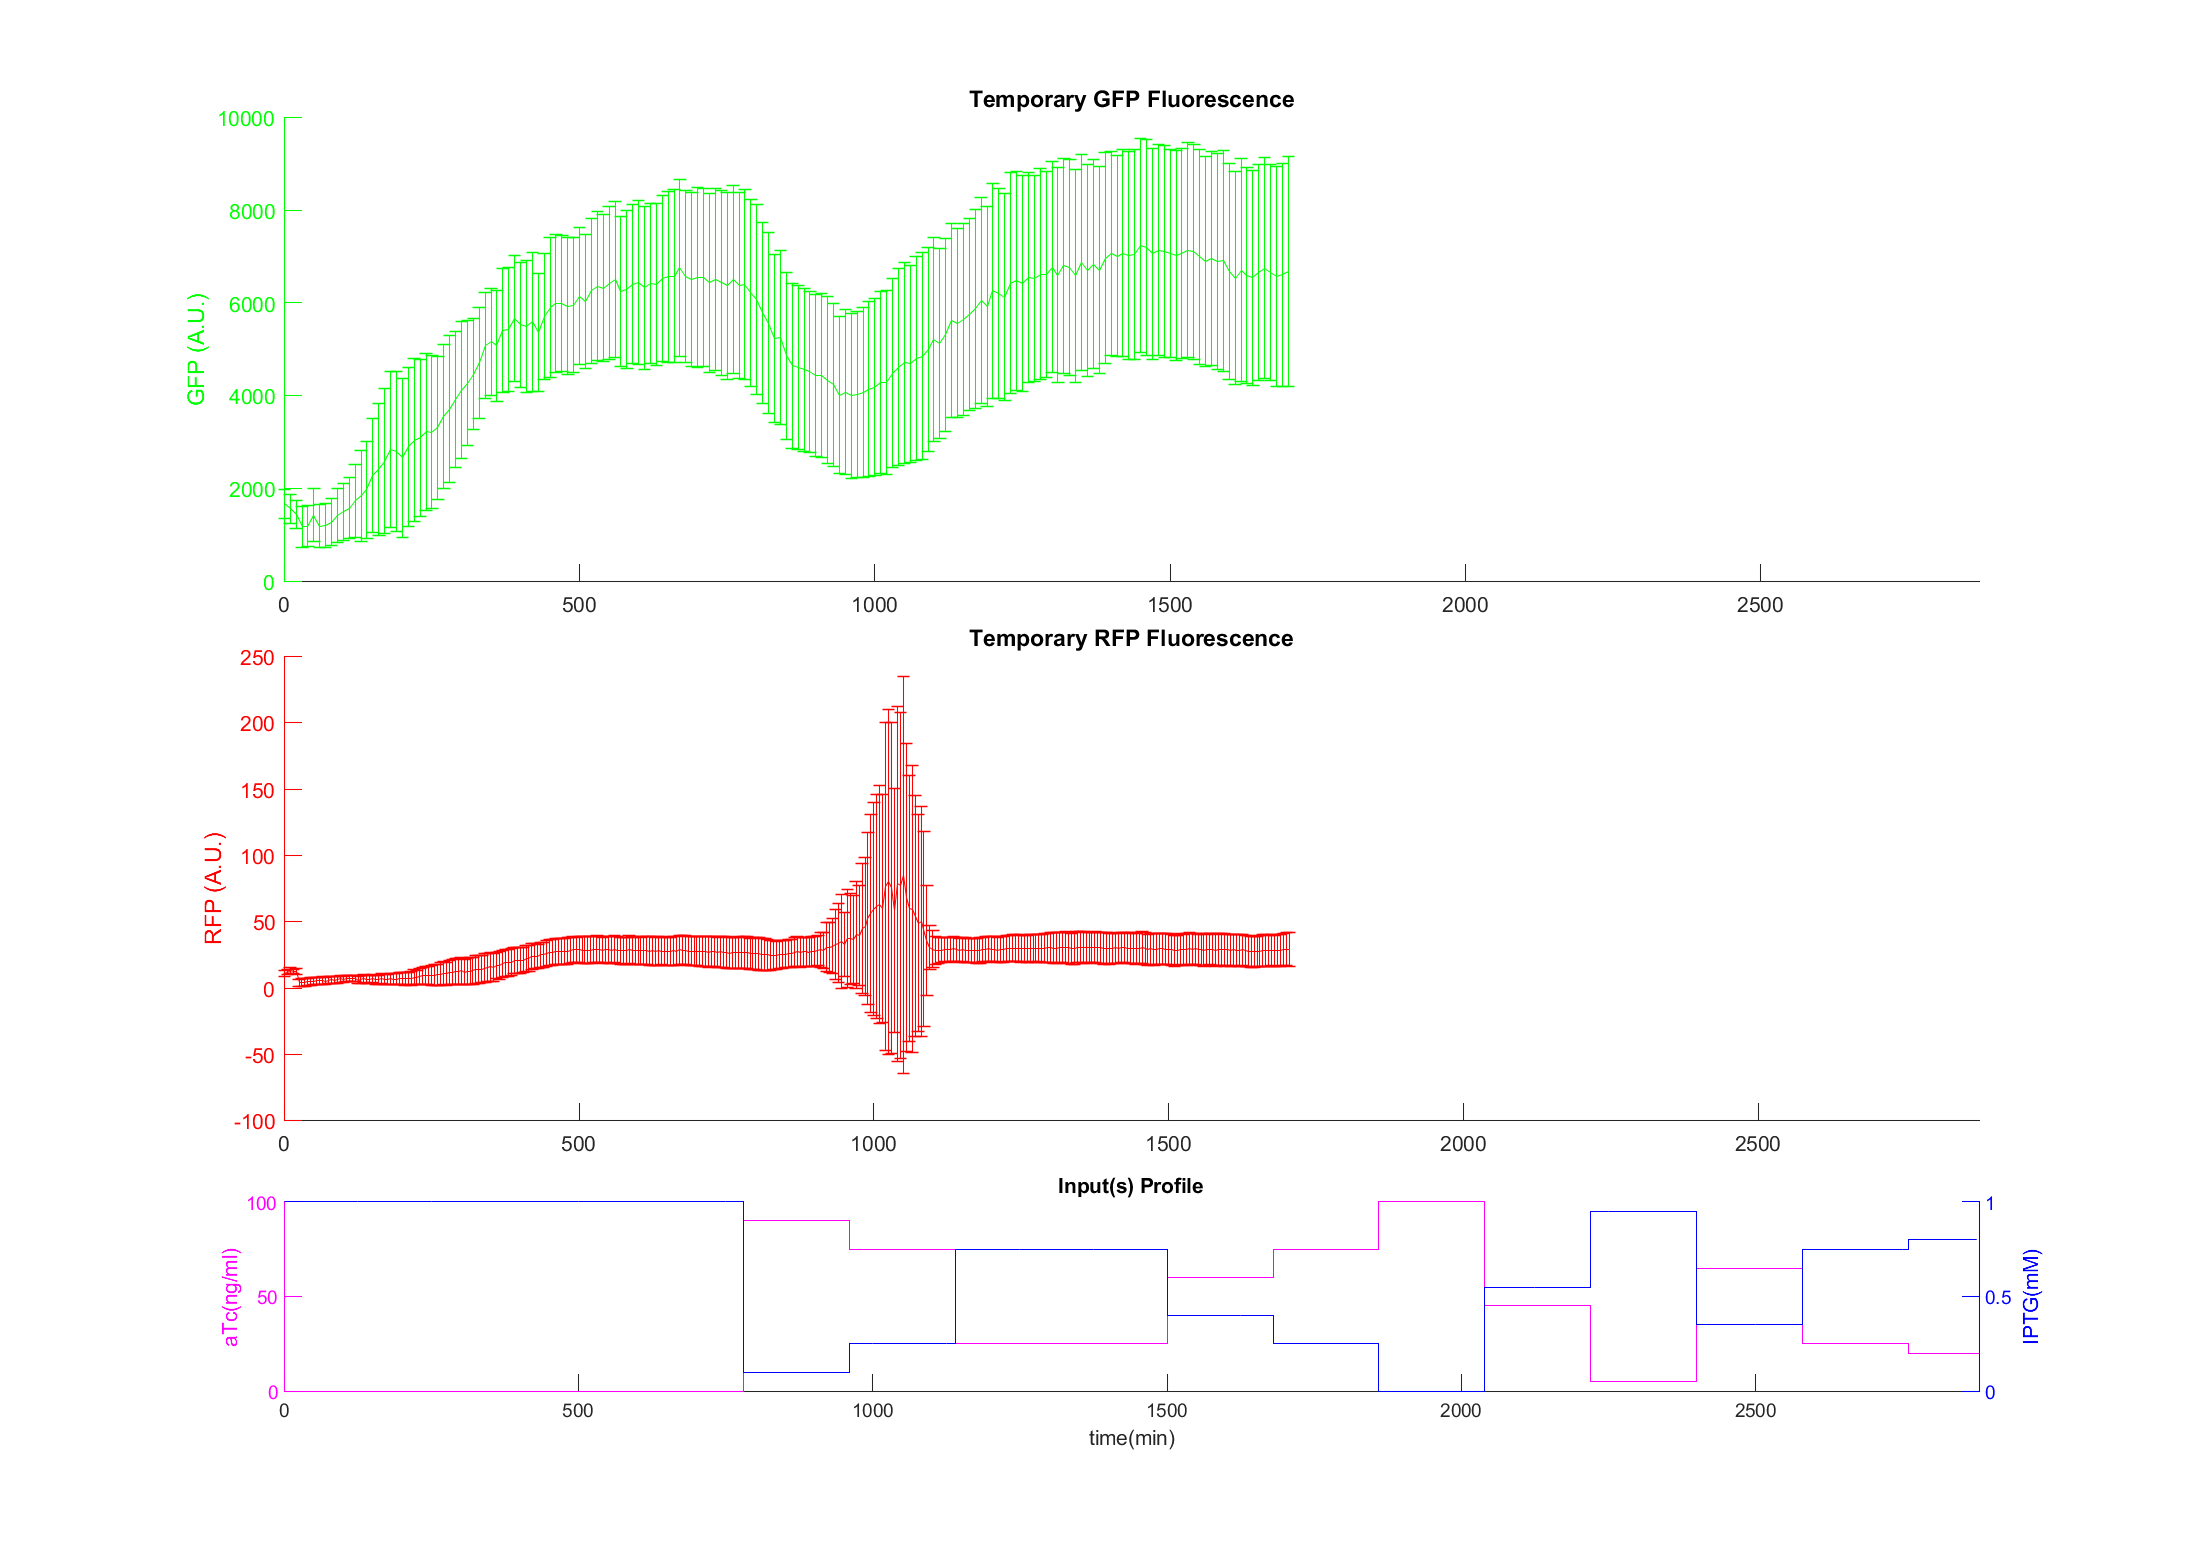 Temporary GFP Fluorescence
10000
8000
6000
4000
2000
0
GFP (A.U.)
0 500 1000 1500 2000 2500
Temporary RFP Fluorescence
250
200
150
100
50
0
-50
-100
RFP (A.U.)
0 500 1000 1500 2000 2500
Input(s) Profile
100
50
0
aTc(ng/ml)
1
0.5
0
IPTG(mM)
0 500 1000 1500 2000 2500
time(min)